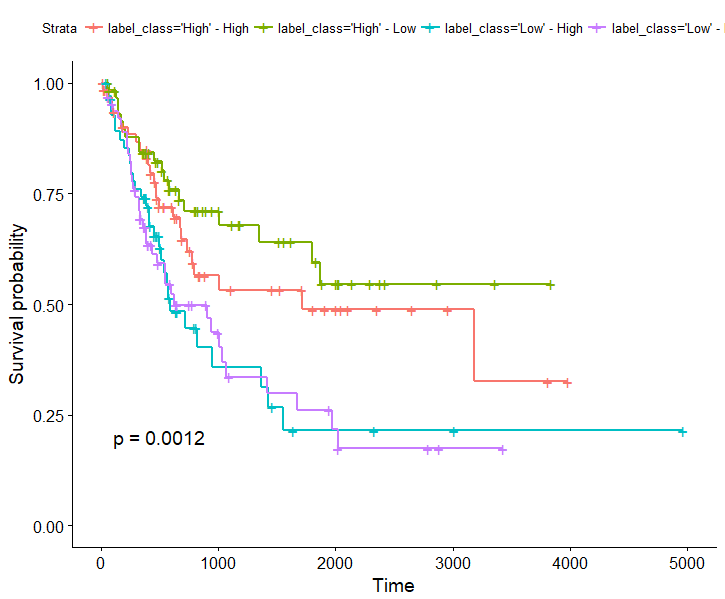 Strata label_class='High' - High label_class='High' - Low label_class='Low' - High label_class='Low' -
1.00
0.75
0.50
0.25
0.00
Survival probability
p = 0.0012
0 1000 2000 3000 4000 5000
Time